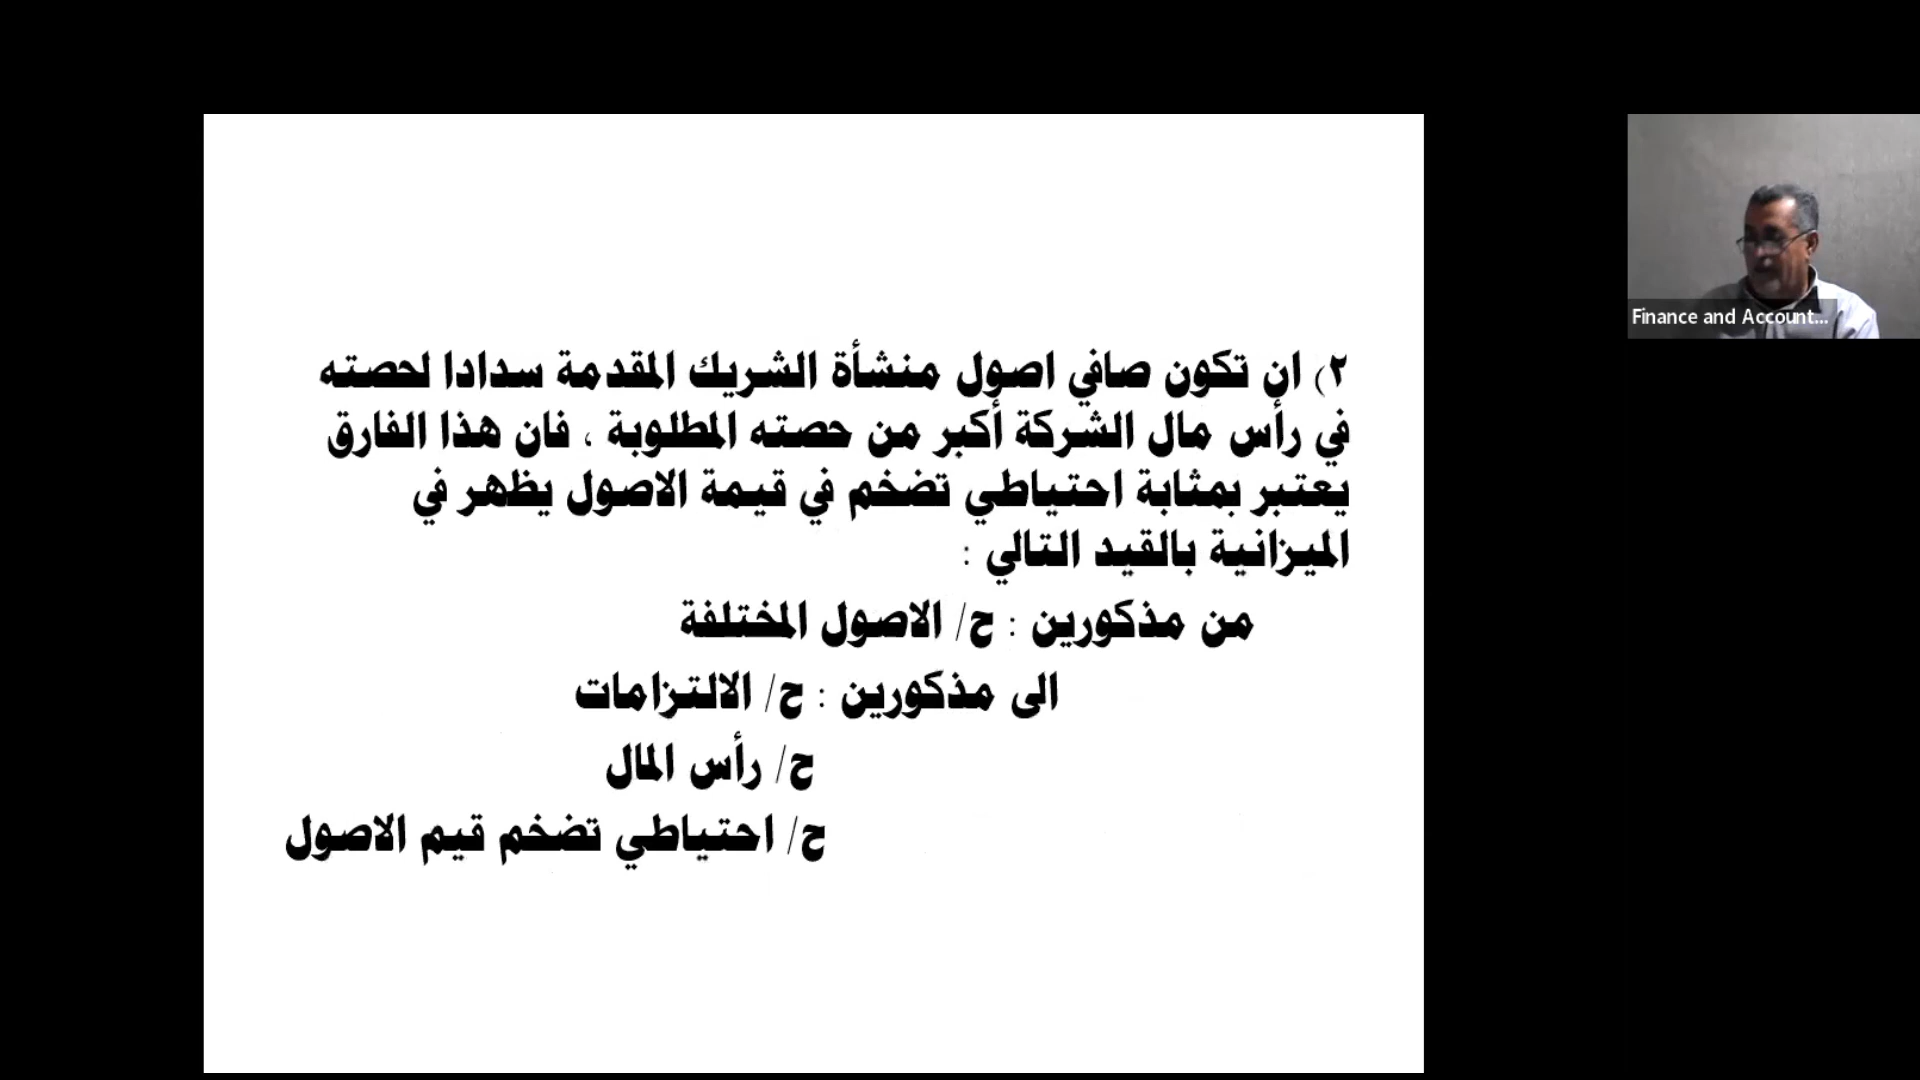 ٢) ان تكون صافي اصول منشأة الشريك المقدمة سدادا لحصته
في رأس مال الشركة أكبر من حصته المطلوبة ، فان هذا الفارق
يعتبر بمثابة احتياطي تضخم في قيمة الاصول يظهر في
الميزانية بالقيد التالي :
من مذكورين : ح/ الاصول المختلفة
الى مذكورين : ح/ الالتزامات
ح/ رأس المال
ح/ احتياطي تضخم قيم الاصول
Finance and Account...